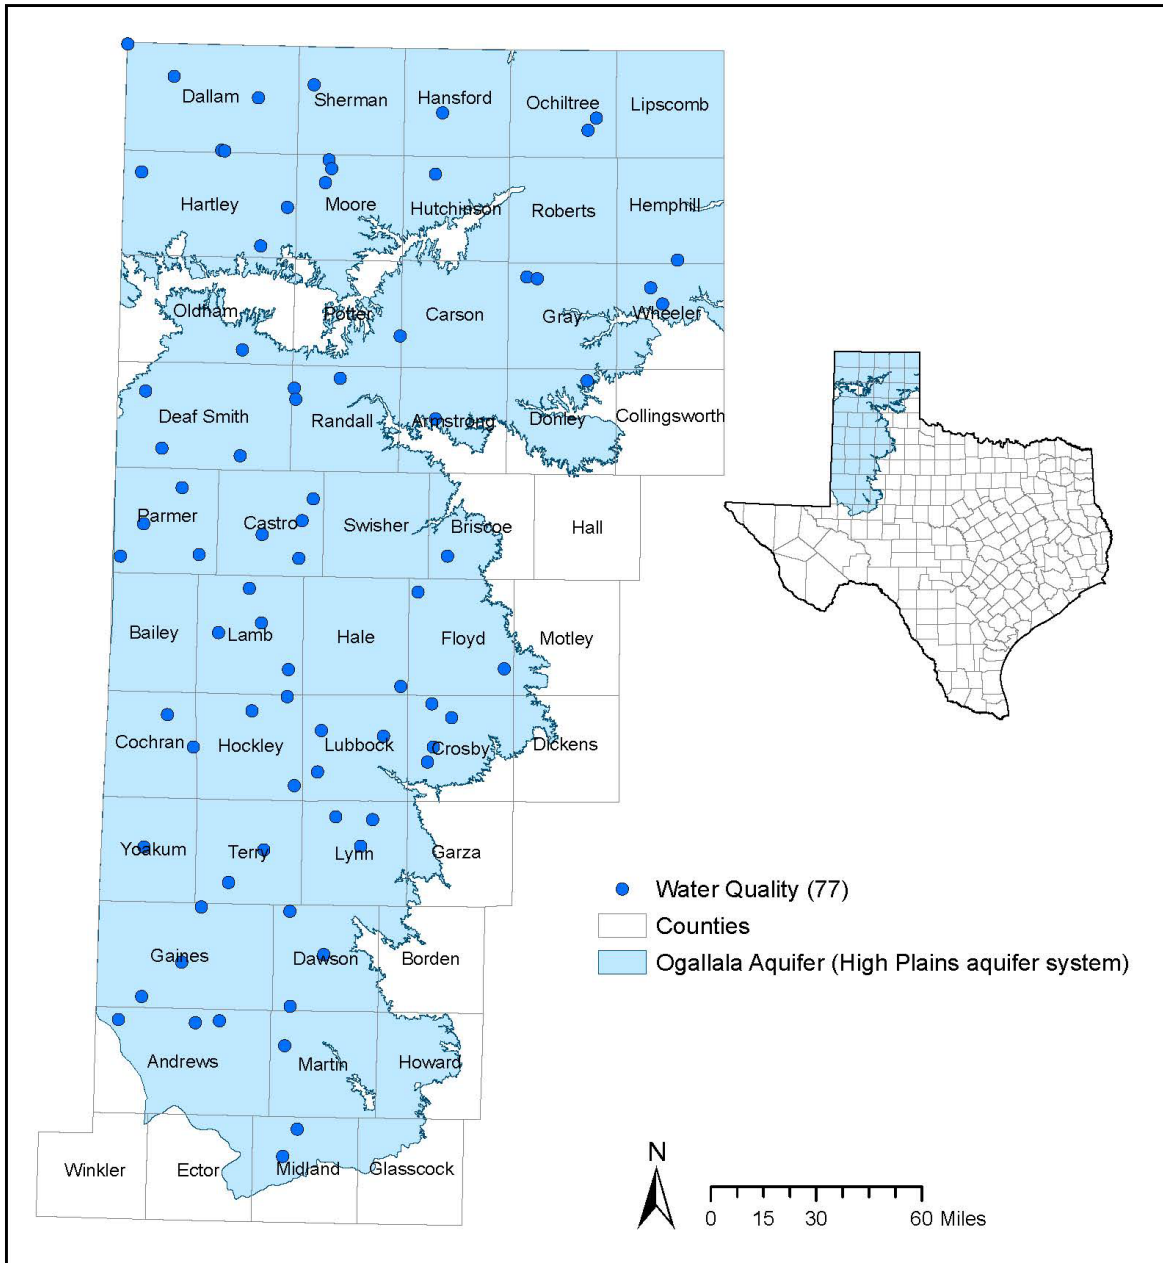 Dallam
Sherman
Hansford
Ochiltree
Lipscomb
Hartley
Moore
Hutchinson
Roberts
Hemphill
Oldham
Potter
Carson
Gray
Wheeler
Deaf Smith
Randall
Armstrong
Donley
Collingsworth
Parmer
Castro
Swisher
Briscoe
Hall
Bailey
Lamb
Hale
Floyd
Motley
Cochran
Hockley
Lubbock
Crosby
Dickens
Yoakum
Terry
Lynn
Garza
Water Quality (77)
Counties
Ogallala Aquifer (High Plains aquifer system)
Gaines
Dawson
Borden
Andrews
Martin
Howard
Winkler
Ector
Midland
Glasscock
N
0 15 30 60 Miles